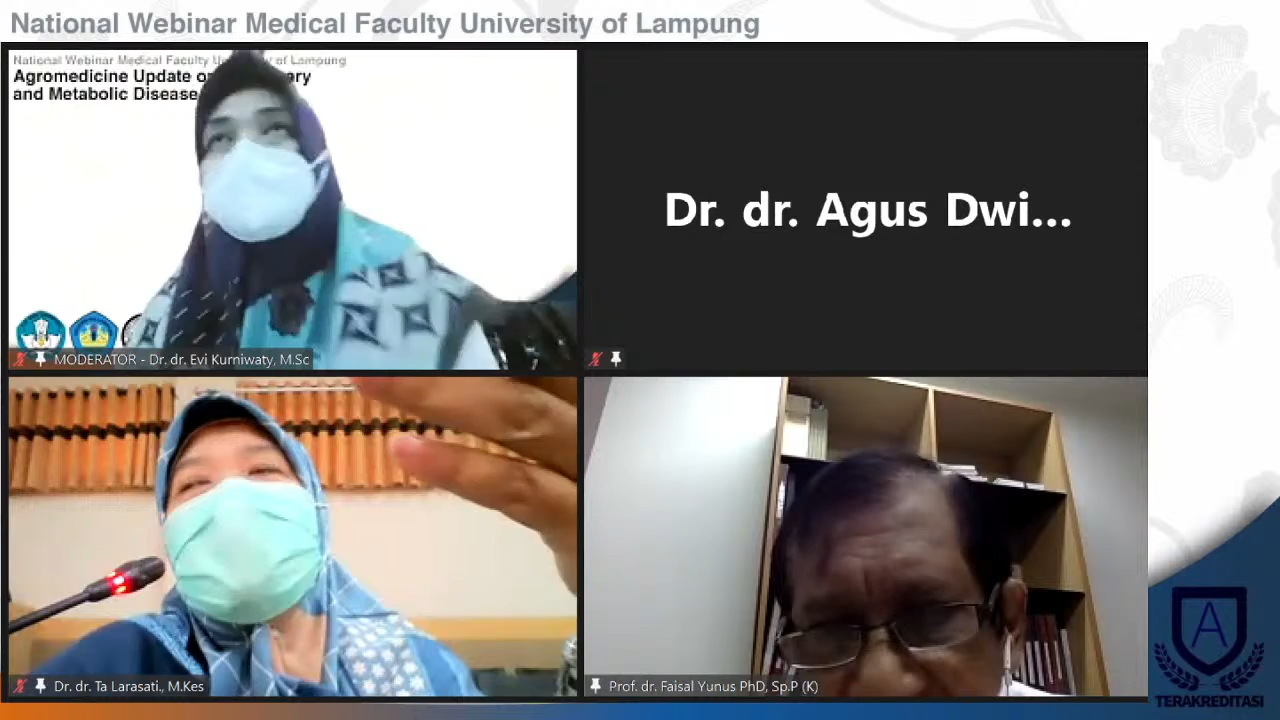 National Webinar Medical Faculty University of Lampung
National Webinar Medical Faculty of Lampung
Agromedicine Update
and Metabolic Disease
MODERATOR - Dr. dr. Evi Kurniwaty, M.Sc
Dr. dr. Agus Dwi...
Dr. dr. Ta Larasati., M.Kes
Prof. dr. Faisal Yunus PhD, Sp.P (K)
A
TERAKREDITASI